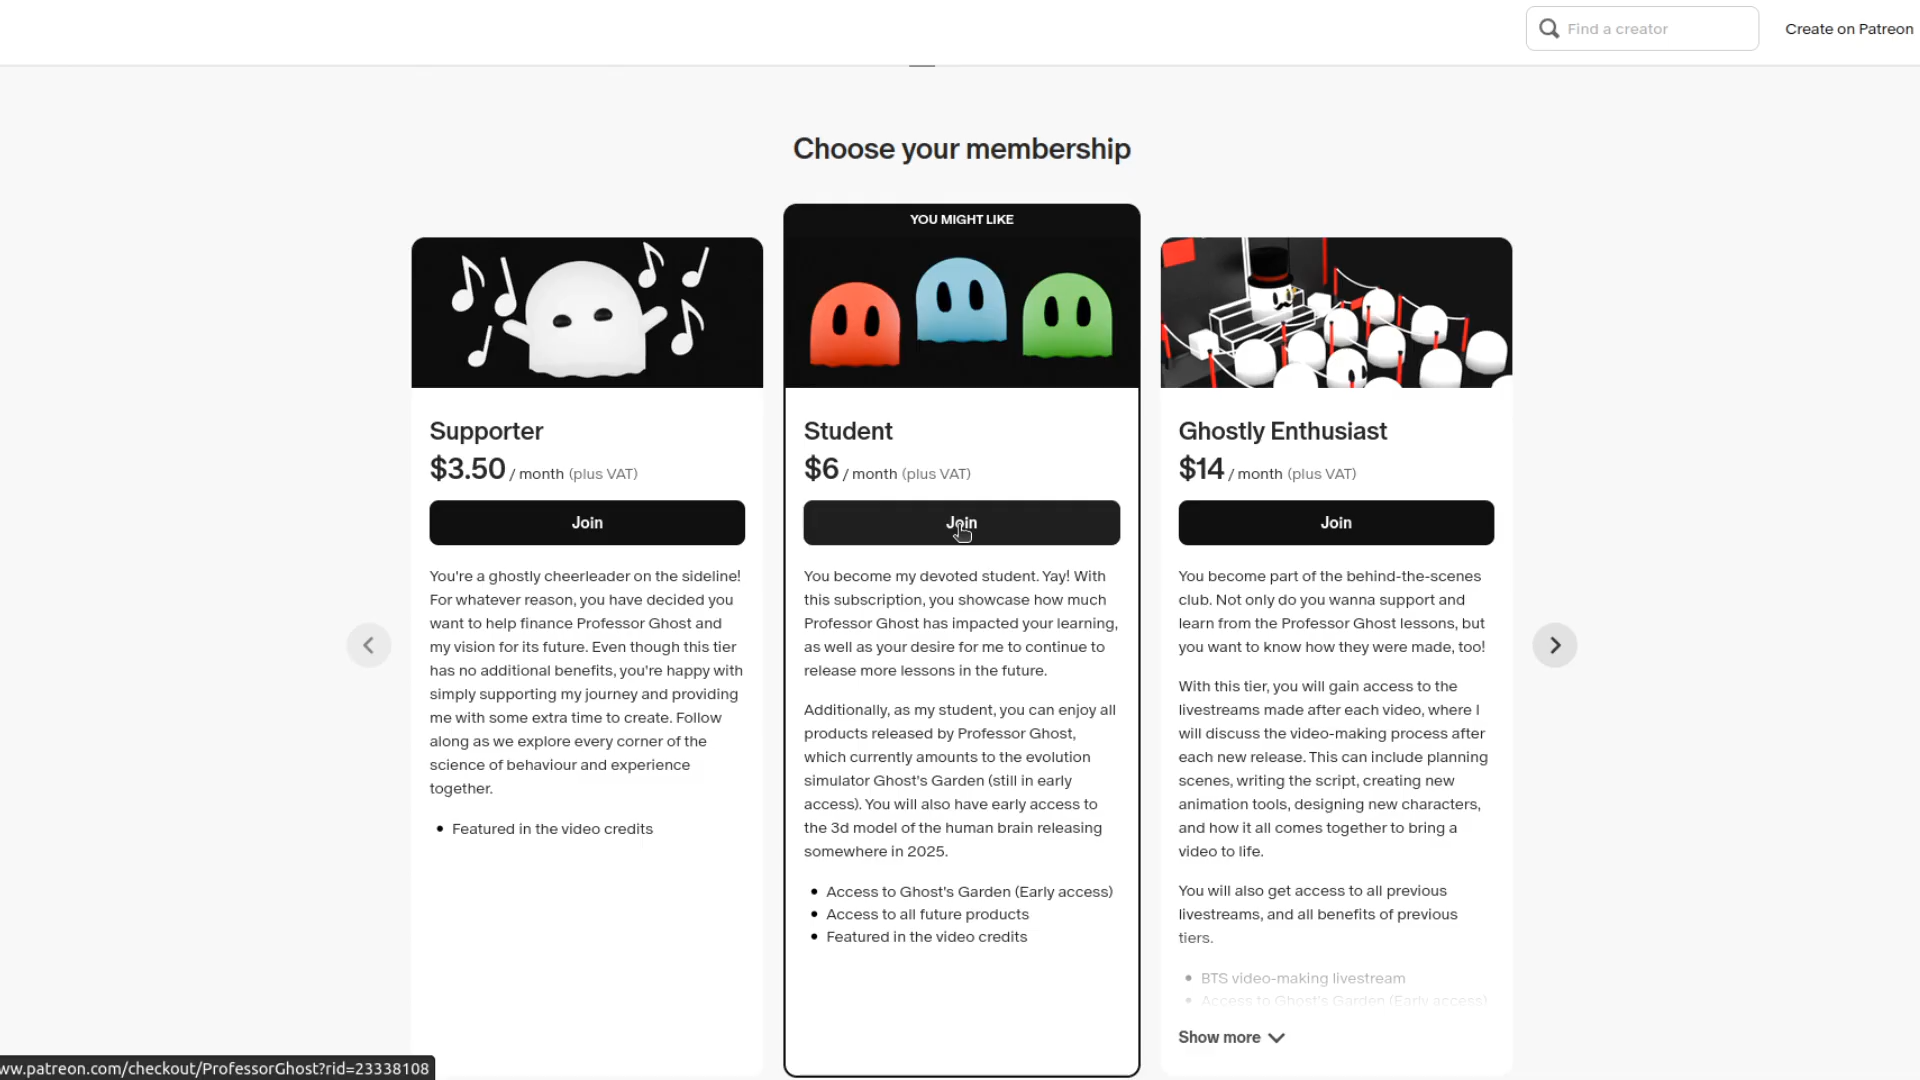 Find a creator
Create on Patreon
Choose your membership
YOU MIGHT LIKE
Supporter
$3.50 / month (plus VAT)
Join
You're a ghostly cheerleader on the sideline!
For whatever reason, you have decided you
want to help finance Professor Ghost and
my vision for its future. Even though this tier
has no additional benefits, you're happy with
simply supporting my journey and providing
me with some extra time to create. Follow
along as we explore every corner of the
science of behaviour and experience
together.
• Featured in the video credits
Student
$6 / month (plus VAT)
Join
You become my devoted student. Yay! With
this subscription, you showcase how much
Professor Ghost has impacted your learning,
as well as your desire for me to continue to
release more lessons in the future.
Additionally, as my student, you can enjoy all
products released by Professor Ghost,
which currently amounts to the evolution
simulator Ghost's Garden (still in early
access). You will also have early access to
the 3d model of the human brain releasing
somewhere in 2025.
• Access to Ghost's Garden (Early access)
• Access to all future products
• Featured in the video credits
Ghostly Enthusiast
$14 / month (plus VAT)
Join
You become part of the behind-the-scenes
club. Not only do you wanna support and
learn from the Professor Ghost lessons, but
you want to know how they were made, too!
With this tier, you will gain access to the
livestreams made after each video, where I
will discuss the video-making process after
each new release. This can include planning
scenes, writing the script, creating new
animation tools, designing new characters,
and how it all comes together to bring a
video to life.
You will also get access to all previous
livestreams, and all benefits of previous
tiers.
• BTS video-making livestream
• Access to Ghost's Garden (Early access)
Show more
ww.patreon.com/checkout/ProfessorGhost?rid=23338108